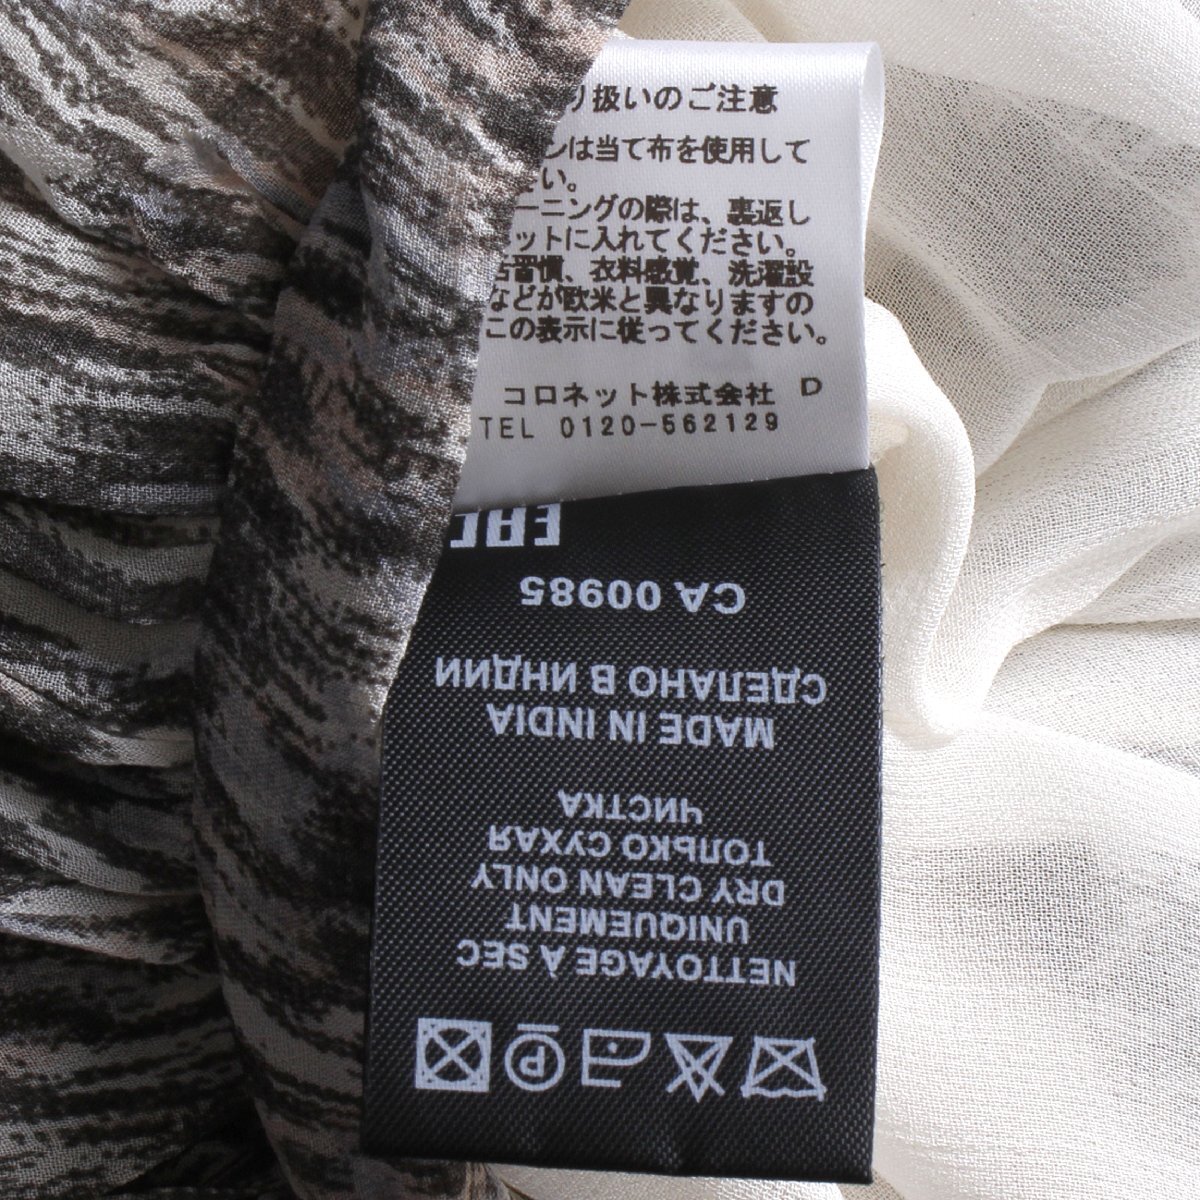 り扱いのご注意
ンは当て布を使用して
さい。
ーニングの際は、裏返し
ネットに入れてください。
活習慣、衣料感覚、洗濯設
などが欧米と異なりますの
この表示に従ってください。
コロネット株式会社 D
TEL 0120-562129
NETTOYAGE À SEC
UNIQUEMENT
DRY CLEAN ONLY
ТОЛЬКО СУХАЯ
ЧИСТКА
MADE IN INDIA
СДЕЛАНО В ИНДИИ
CA 00985
EAC